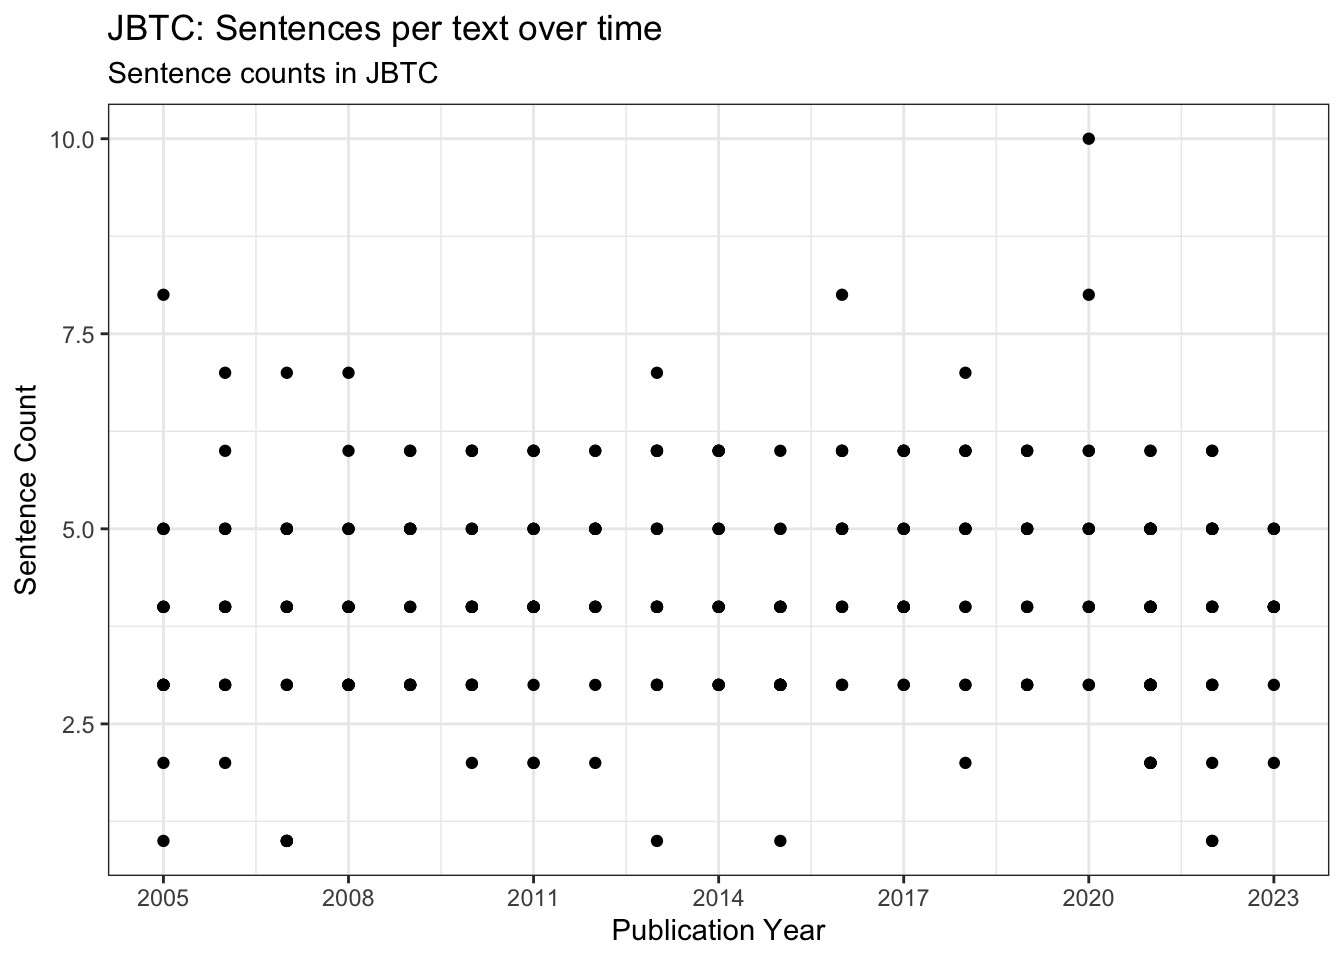 JBTC: Sentences per text over time
Sentence counts in JBTC
10.0
7.5
5.0
2.5
Sentence Count
2005 2008 2011 2014 2017 2020 2023
Publication Year